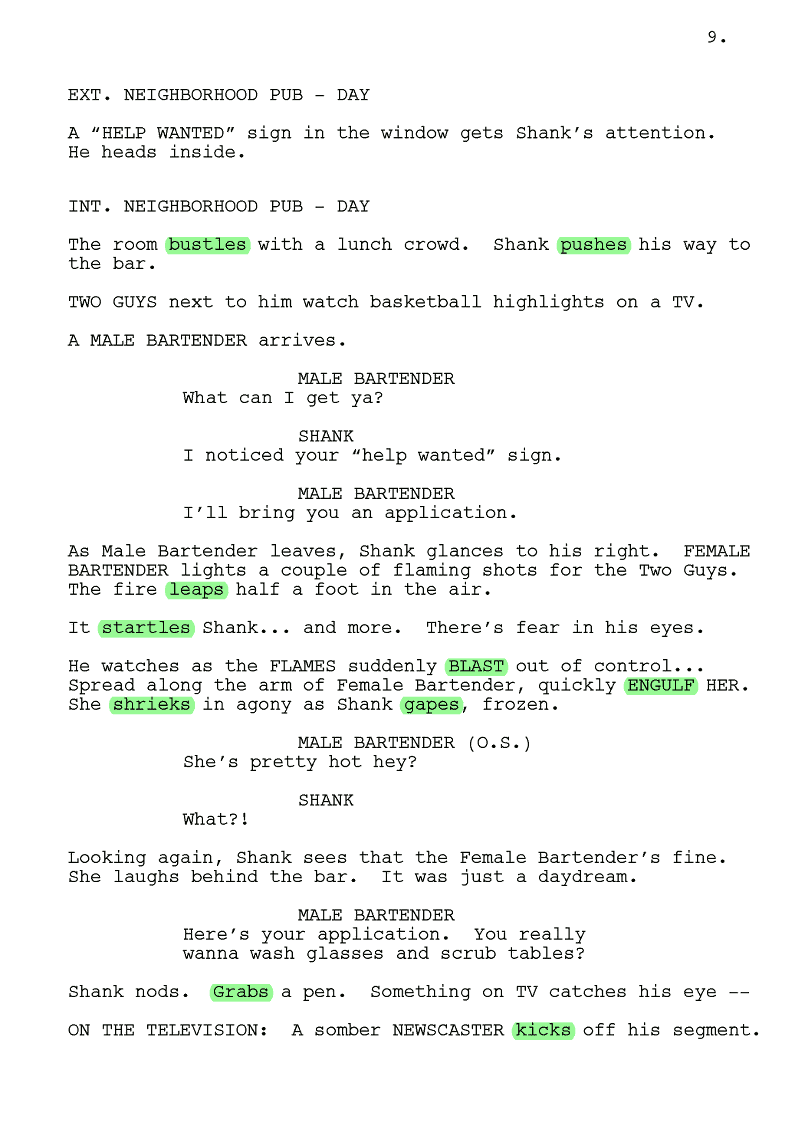 9.
EXT. NEIGHBORHOOD PUB – DAY
A “HELP WANTED” sign in the window gets Shank’s attention.
He heads inside.
INT. NEIGHBORHOOD PUB – DAY
The room bustles with a lunch crowd.  Shank pushes his way to
the bar.
TWO GUYS next to him watch basketball highlights on a TV.
A MALE BARTENDER arrives.
MALE BARTENDER
What can I get ya?
SHANK
I noticed your “help wanted” sign.
MALE BARTENDER
I’ll bring you an application.
As Male Bartender leaves, Shank glances to his right.  FEMALE
BARTENDER lights a couple of flaming shots for the Two Guys.
The fire leaps half a foot in the air.
It startles Shank... and more.  There’s fear in his eyes.
He watches as the FLAMES suddenly BLAST out of control...
Spread along the arm of Female Bartender, quickly ENGULF HER.
She shrieks in agony as Shank gapes, frozen.
MALE BARTENDER (O.S.)
She’s pretty hot hey?
SHANK
What?!
Looking again, Shank sees that the Female Bartender’s fine.
She laughs behind the bar.  It was just a daydream.
MALE BARTENDER
Here’s your application.  You really
wanna wash glasses and scrub tables?
Shank nods.  Grabs a pen.  Something on TV catches his eye --
ON THE TELEVISION:  A somber NEWSCASTER kicks off his segment.